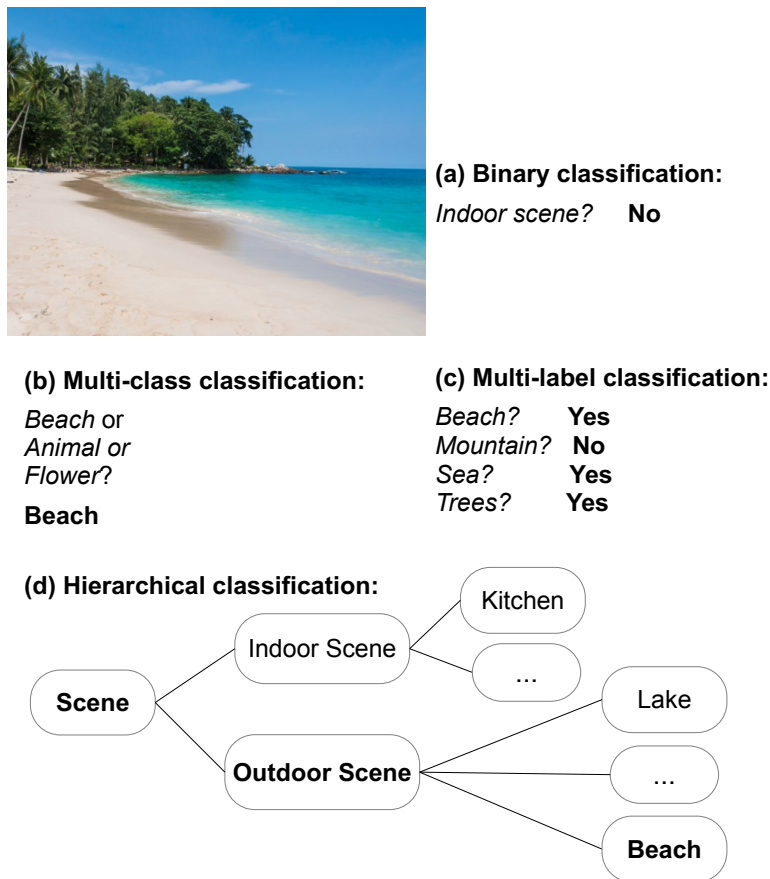 (a) Binary classification:
Indoor scene? No
(b) Multi-class classification:
Beach or
Animal or
Flower?
Beach
(c) Multi-label classification:
Beach? Yes
Mountain? No
Sea? Yes
Trees? Yes
(d) Hierarchical classification:
Kitchen
Indoor Scene
...
Scene
Lake
Outdoor Scene
...
Beach